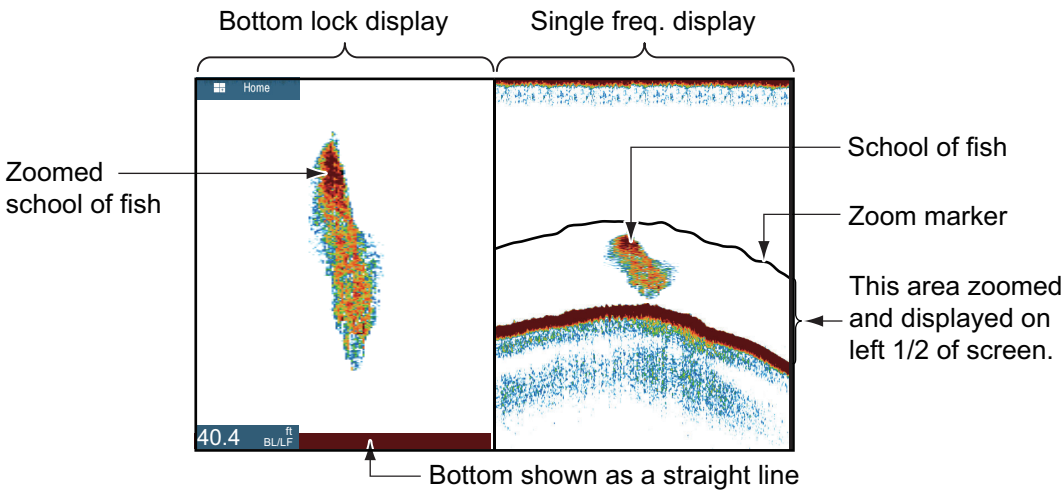 Bottom lock display
Single freq. display
Home
Zoomed
school of fish
School of fish
Zoom marker
This area zoomed
and displayed on
left 1/2 of screen.
40.4 ft
BL/LF
Bottom shown as a straight line